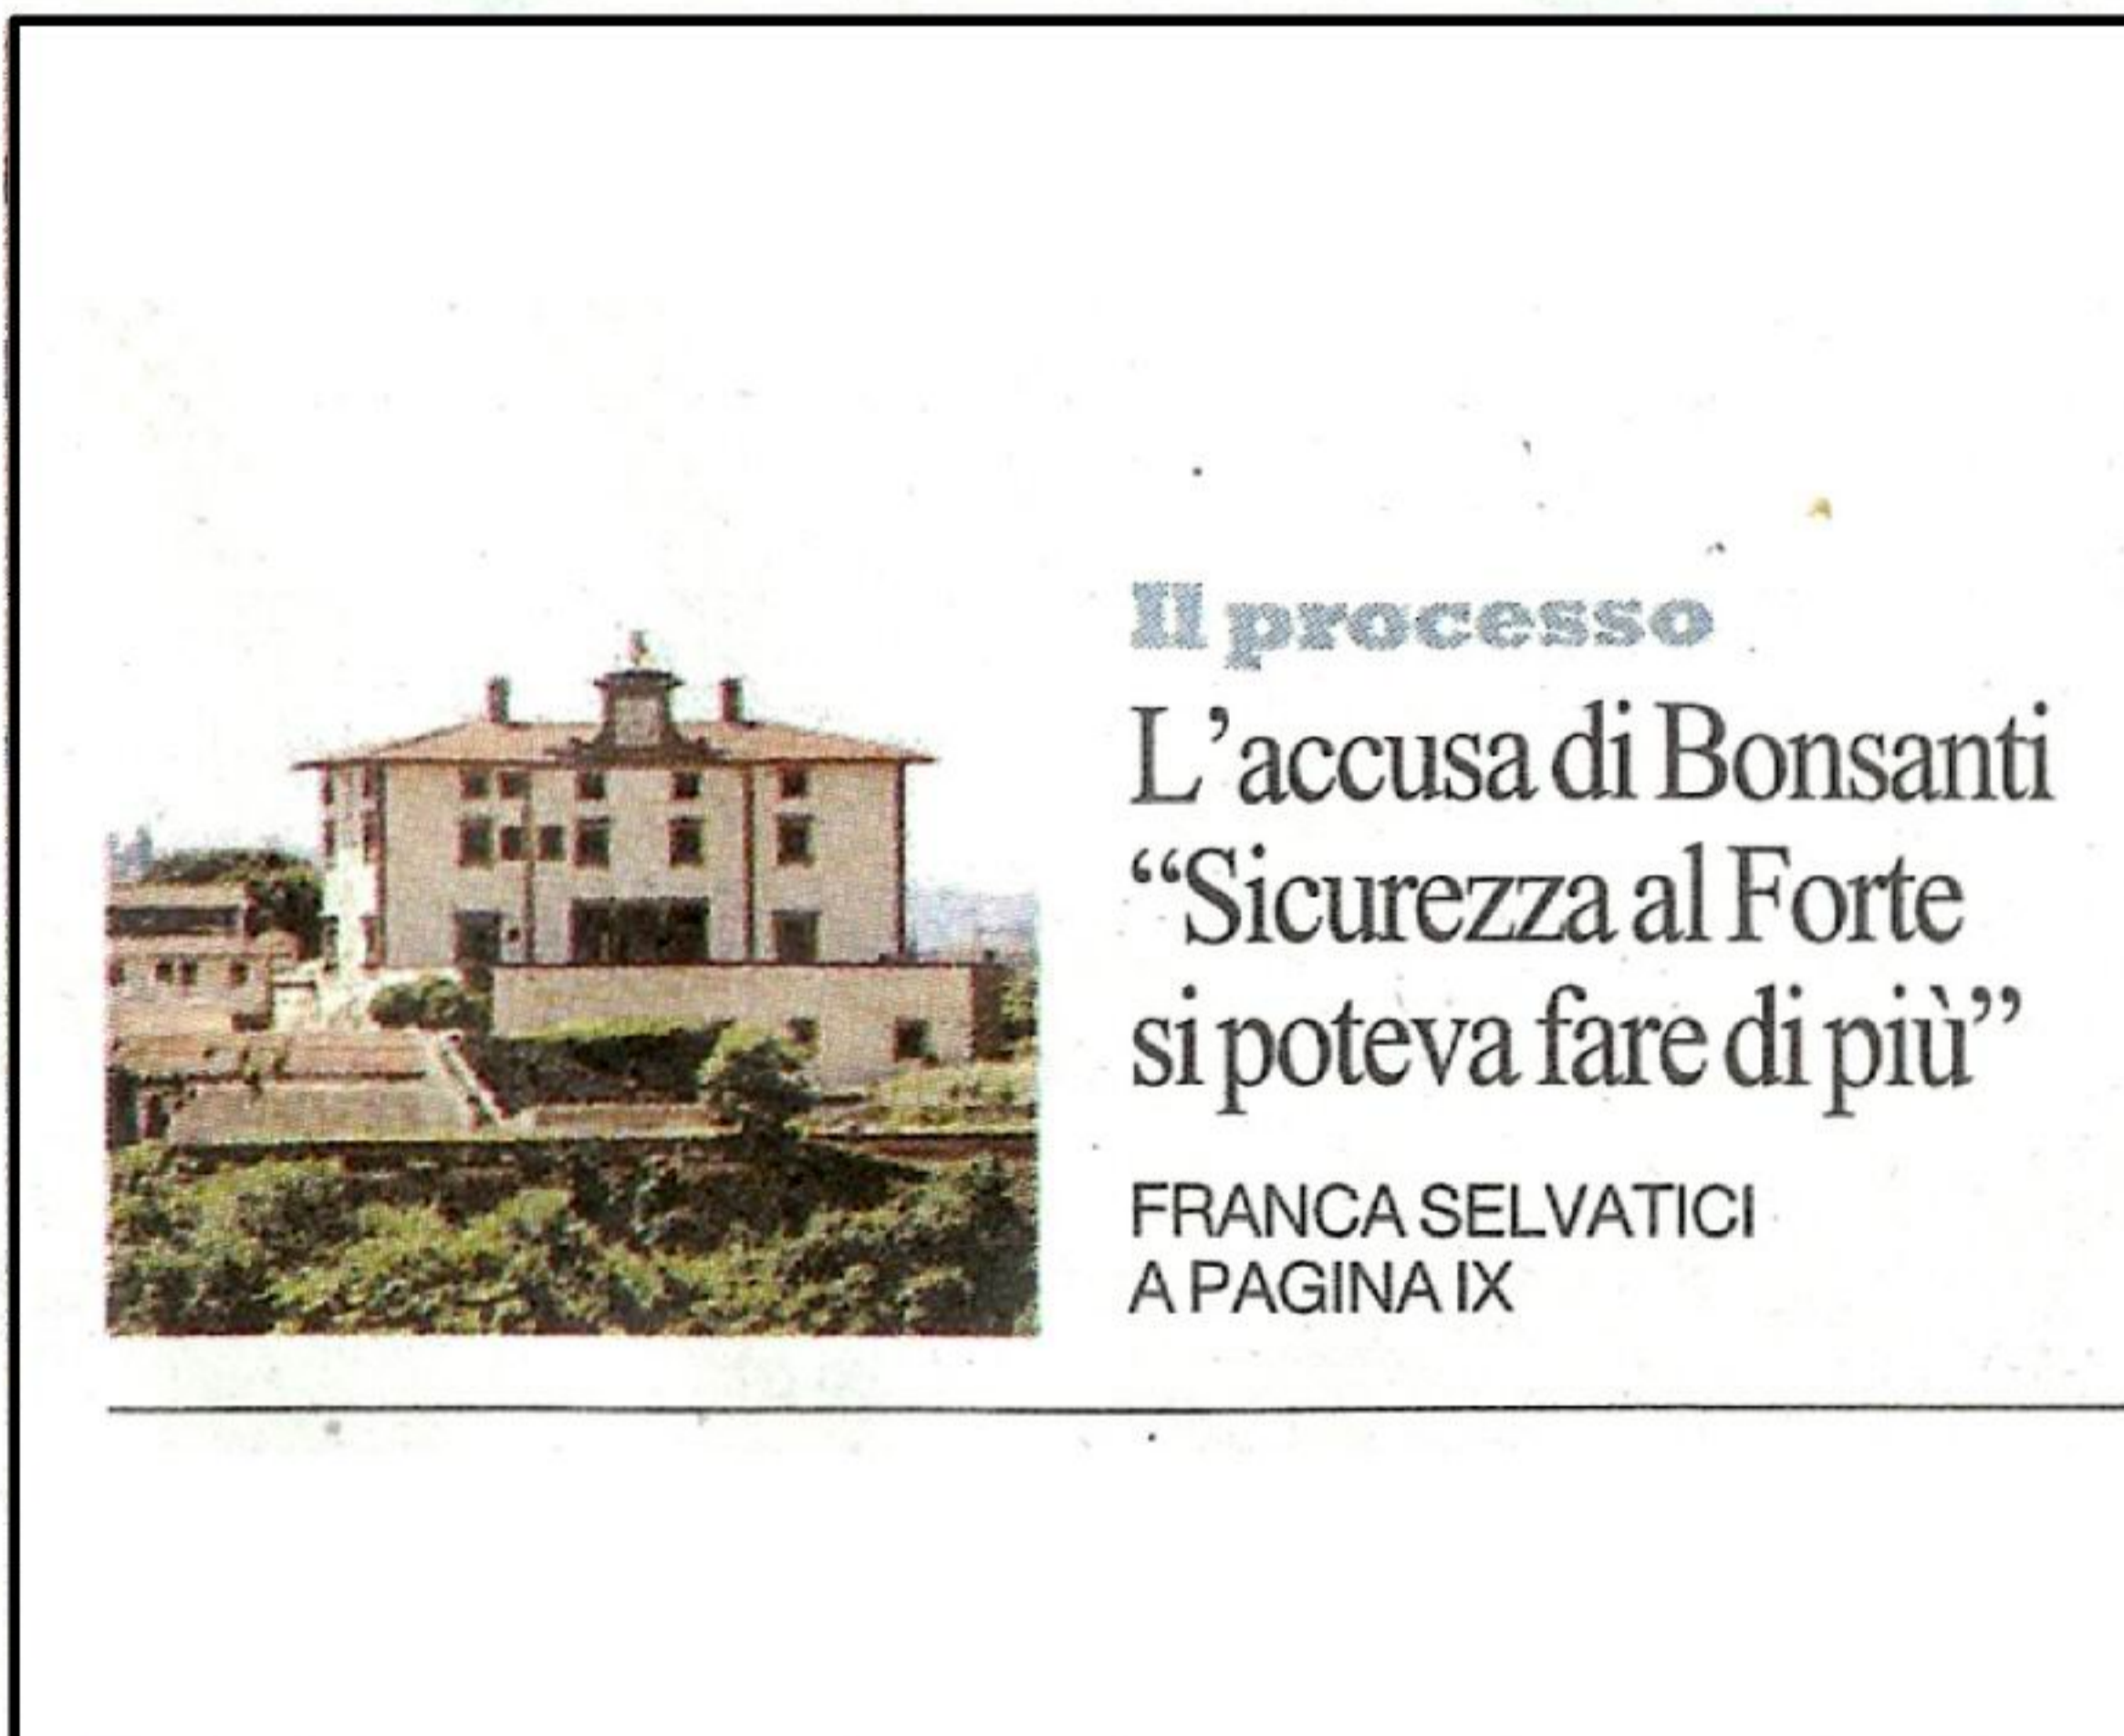 Il processo
L'accusa di Bonsanti
“Sicurezza al Forte
si poteva fare di più”
FRANCA SELVATICI
A PAGINA IX